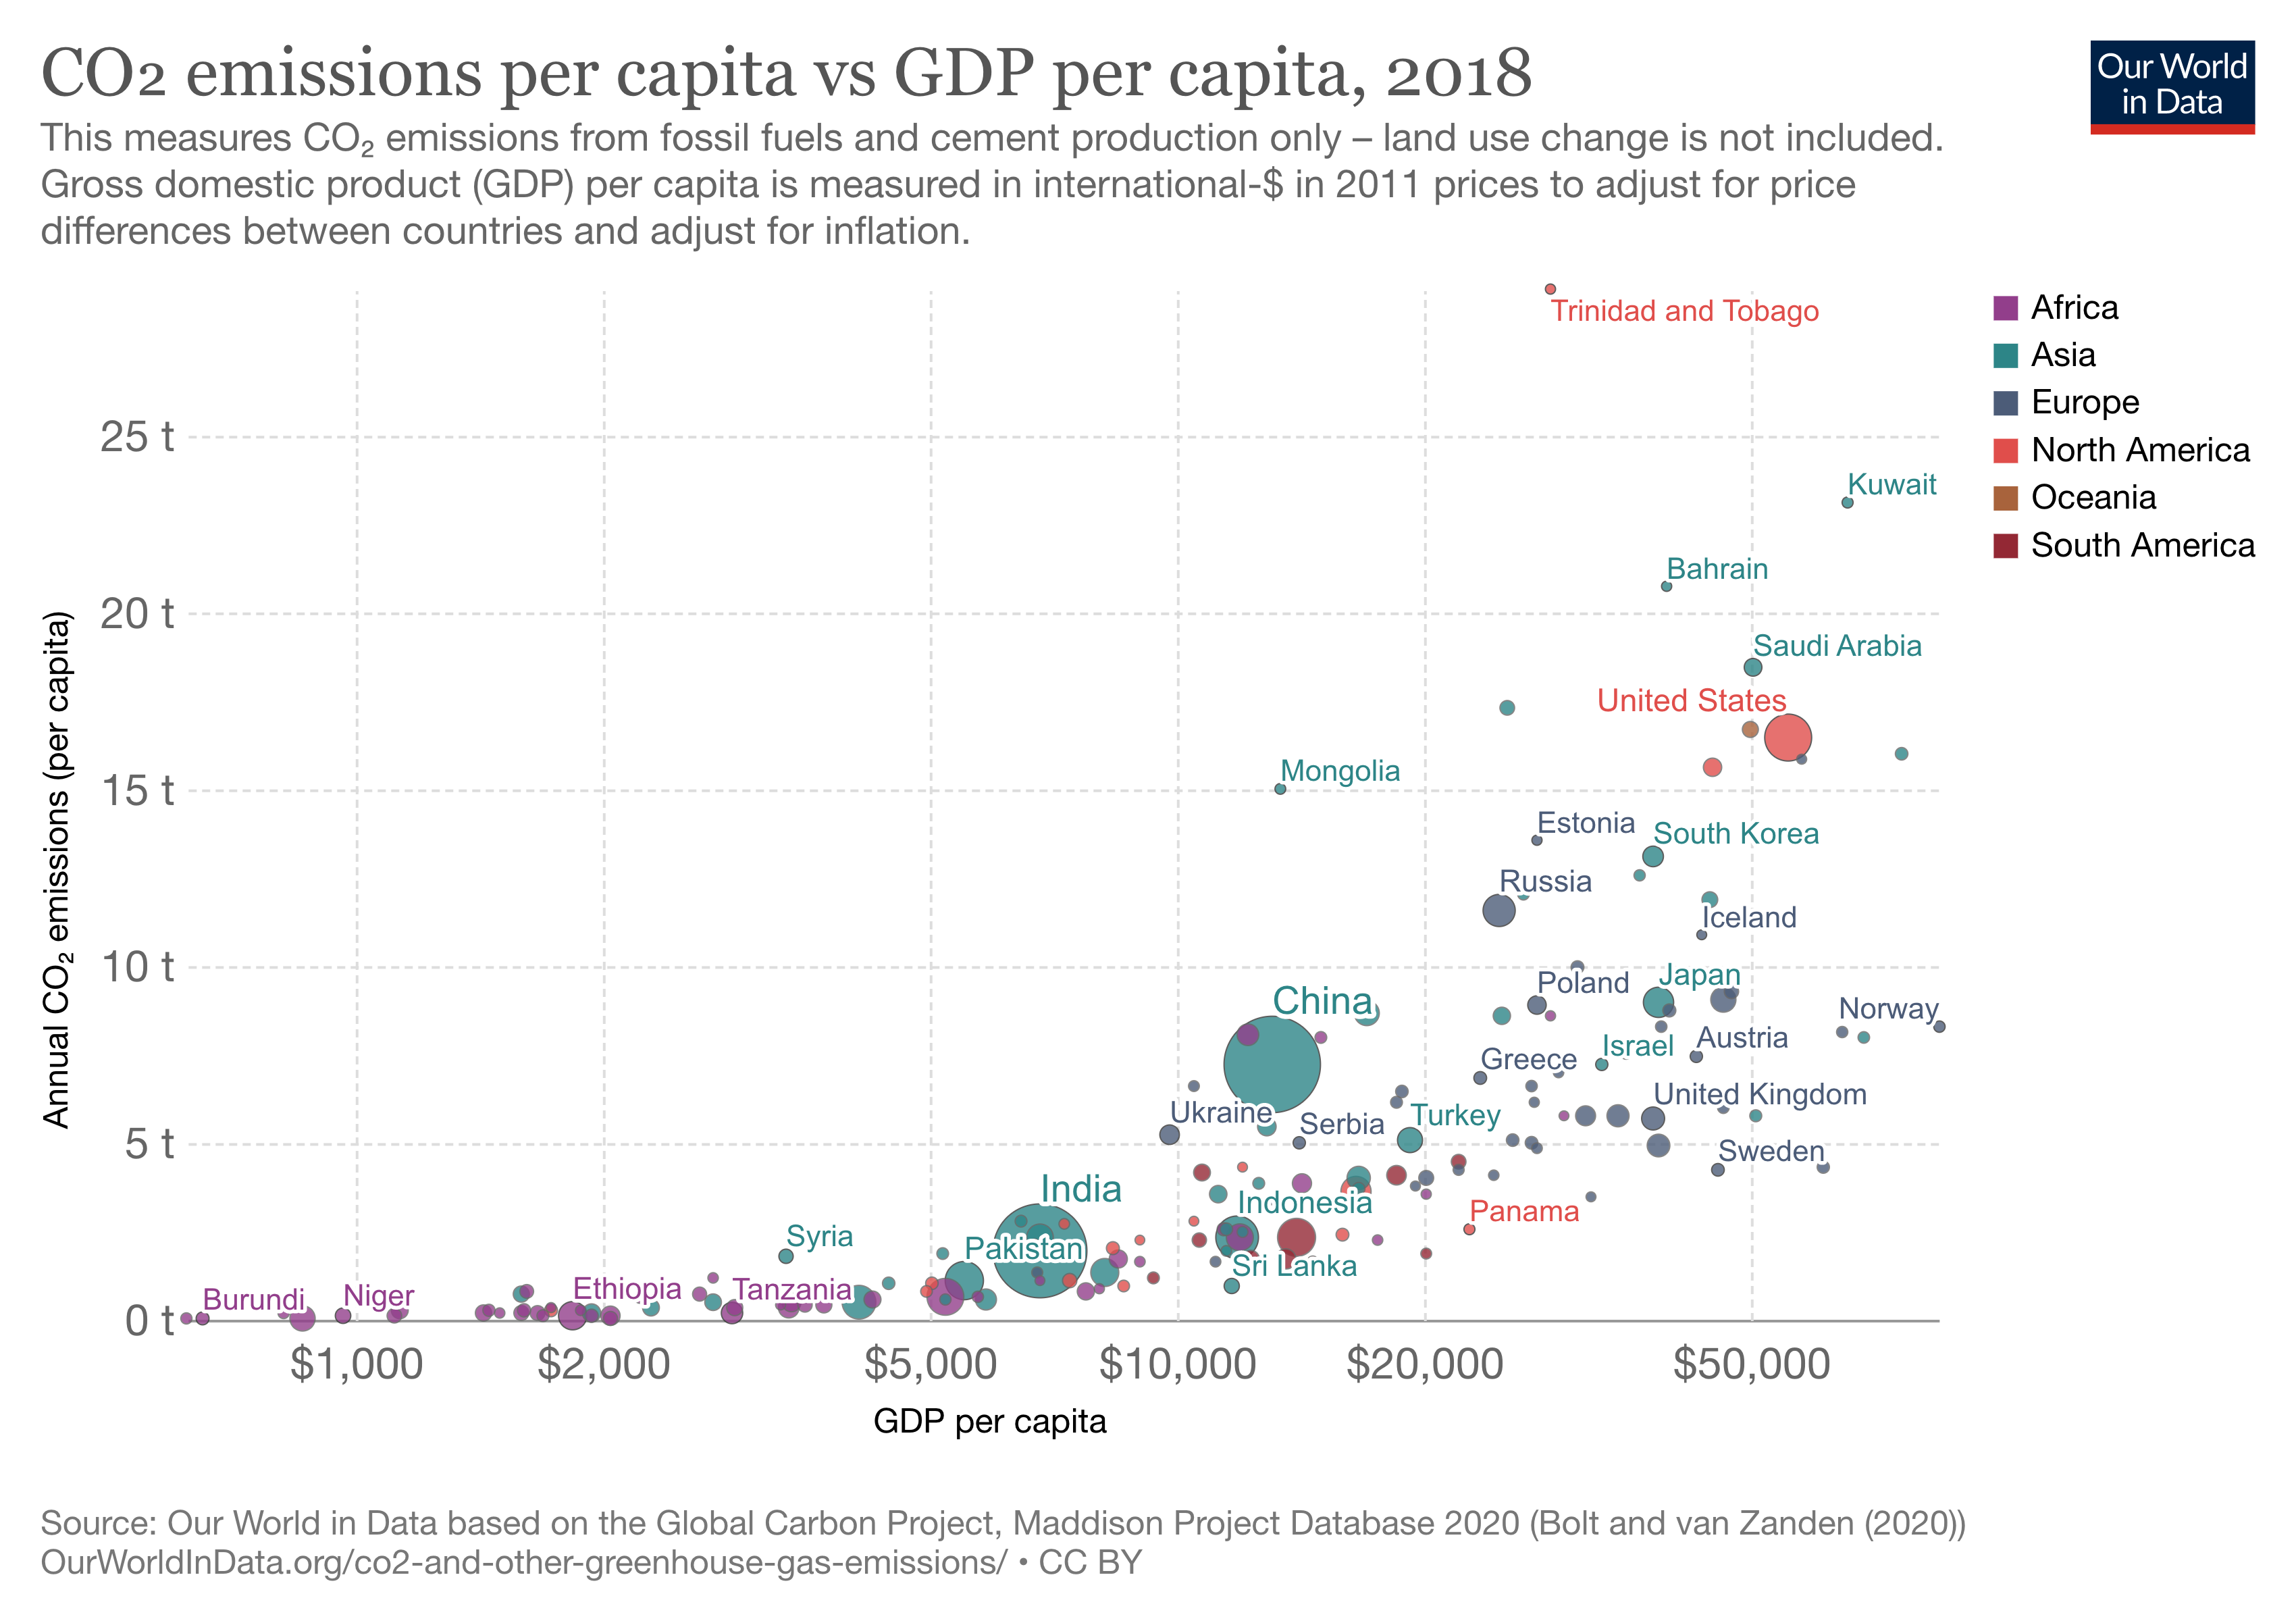 CO2 emissions per capita vs GDP per capita, 2018
Our World
in Data
This measures CO₂ emissions from fossil fuels and cement production only – land use change is not included.
Gross domestic product (GDP) per capita is measured in international-$ in 2011 prices to adjust for price
differences between countries and adjust for inflation.
Trinidad and Tobago
Africa
Asia
Europe
North America
Oceania
South America
25 t
Kuwait
Bahrain
20 t
Saudi Arabia
United States
Mongolia
15 t
Estonia
South Korea
Russia
Iceland
10 t
Japan
Poland
China
Norway
Austria
Israel
Greece
United Kingdom
Ukraine
Serbia
Turkey
5 t
Sweden
India
Indonesia
Panama
Syria
Pakistan
Sri Lanka
Ethiopia
Tanzania
Niger
Burundi
0 t
Annual CO₂ emissions (per capita)
$1,000
$2,000
$5,000
$10,000
$20,000
$50,000
GDP per capita
Source: Our World in Data based on the Global Carbon Project, Maddison Project Database 2020 (Bolt and van Zanden (2020))
OurWorldInData.org/co2-and-other-greenhouse-gas-emissions/ • CC BY